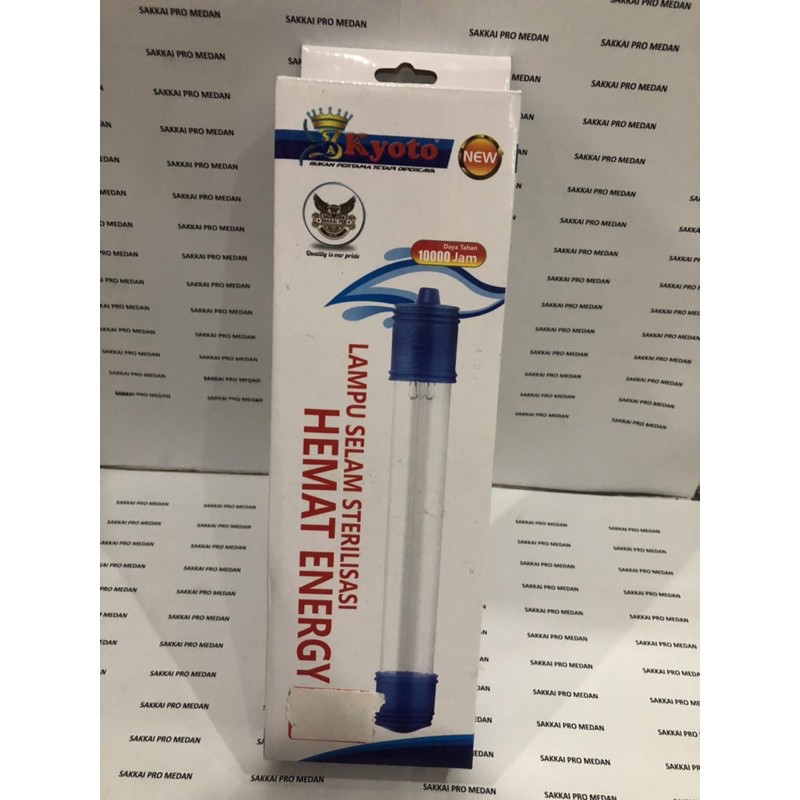 SAKKAI PRO MEDAN
SA
Kyoto
BUKAN PERTAMA TETAPI DIPERCAYA
NEW
Quality is our pride
Daya Tahan
10000 Jam
LAMPU SELAM STERILISASI
HEMAT ENERGY